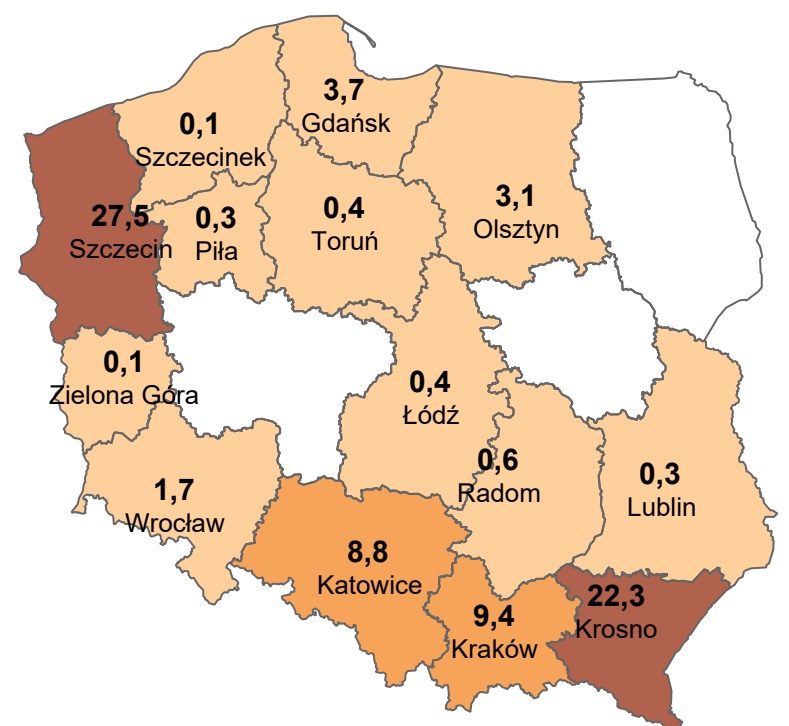 3,7
Gdańsk
0,1
Szczecinek
27,5
Szczecin
0,3
Piła
0,4
Toruń
3,1
Olsztyn
0,1
Zielona Góra
0,4
Łódź
0,6
Radom
0,3
Lublin
1,7
Wrocław
8,8
Katowice
9,4
Kraków
22,3
Krosno